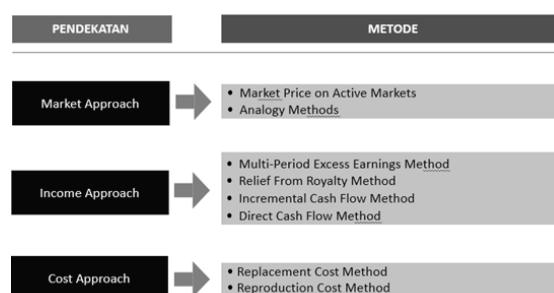 PENDEKATAN
METODE
Market Approach
• Market Price on Active Markets
• Analogy Methods
Income Approach
• Multi-Period Excess Earnings Method
• Relief From Royalty Method
• Incremental Cash Flow Method
• Direct Cash Flow Method
Cost Approach
• Replacement Cost Method
• Reproduction Cost Method